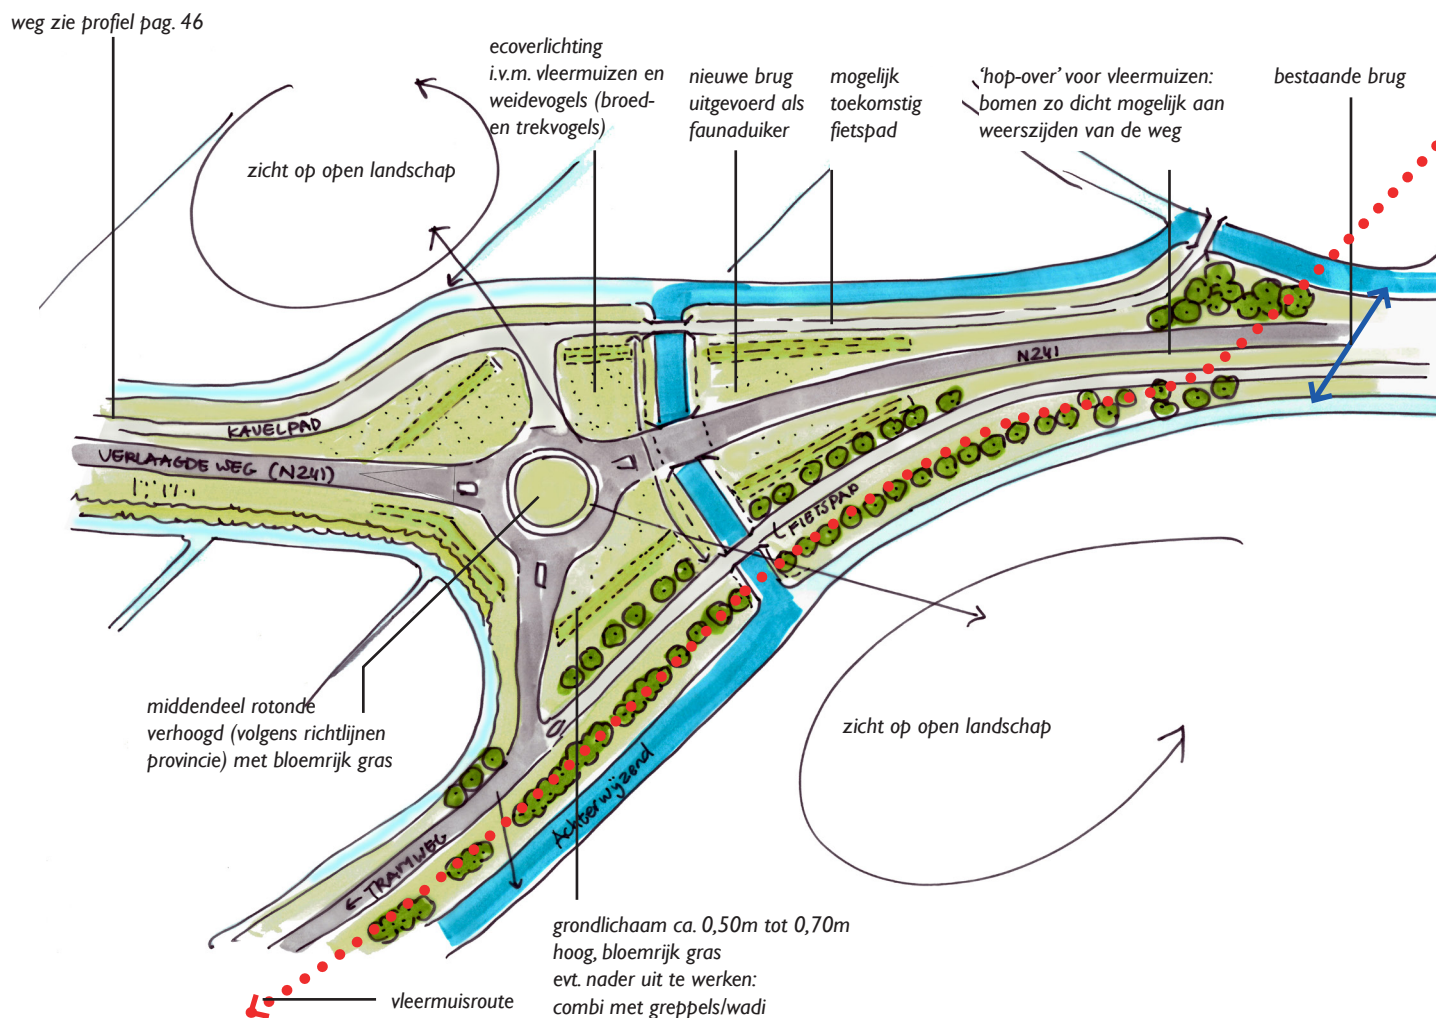 weg zie profiel pag. 46
ecoverlichting
i.v.m. vleermuizen en
weidevogels (broed-
en trekvogels)
nieuwe brug
uitgevoerd als
faunaduiker
mogelijk
toekomstig
fietspad
‘hop-over’ voor vleermuizen:
bomen zo dicht mogelijk aan
weerszijden van de weg
bestaande brug
zicht op open landschap
N241
KAVELPAD
VERLAAGDE WEG (N241)
FIETSPAD
middendeel rotonde
verhoogd (volgens richtlijnen
provincie) met bloemrijk gras
zicht op open landschap
Achterwijzend
← TRAMWEG
grondlichaam ca. 0,50m tot 0,70m
hoog, bloemrijk gras
evt. nader uit te werken:
combi met greppels/wadi
vleermuisroute